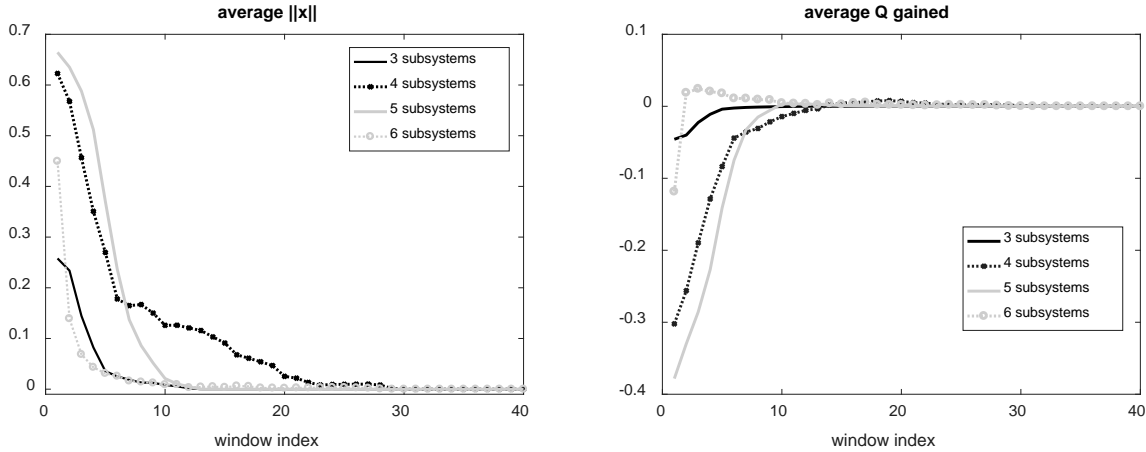 average ||x||
0.7
0.6
0.5
0.4
0.3
0.2
0.1
0
0 10 20 30 40
window index
3 subsystems
4 subsystems
5 subsystems
6 subsystems
average Q gained
0.1
0
-0.1
-0.2
-0.3
-0.4
0 10 20 30 40
window index
3 subsystems
4 subsystems
5 subsystems
6 subsystems